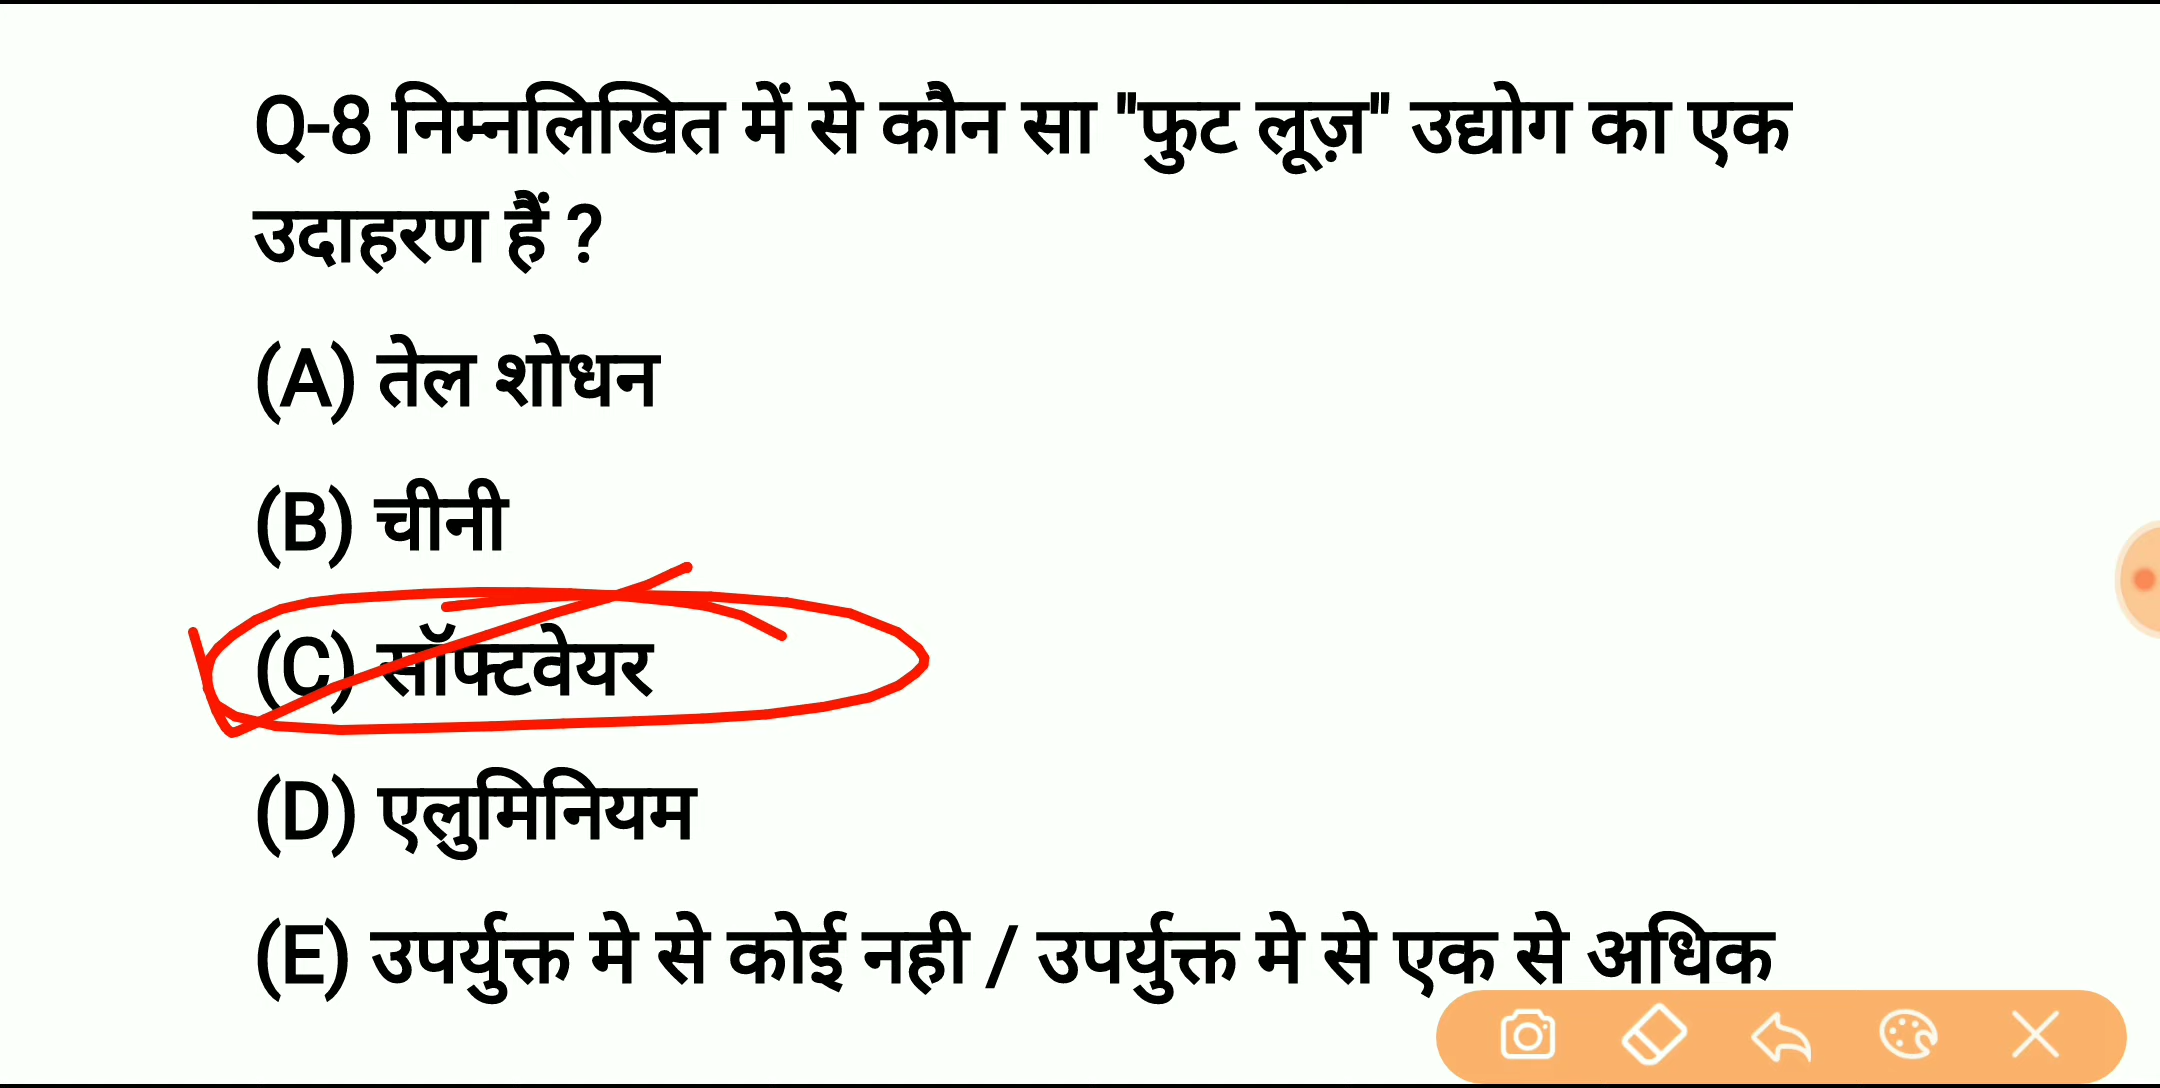 Q-8 निम्नलिखित में से कौन सा "फुट लूज़" उद्योग का एक
उदाहरण हैं ?
(A) तेल शोधन
(B) चीनी
(C) सॉफ्टवेयर
(D) एलुमिनियम
(E) उपर्युक्त मे से कोई नही / उपर्युक्त मे से एक से अधिक